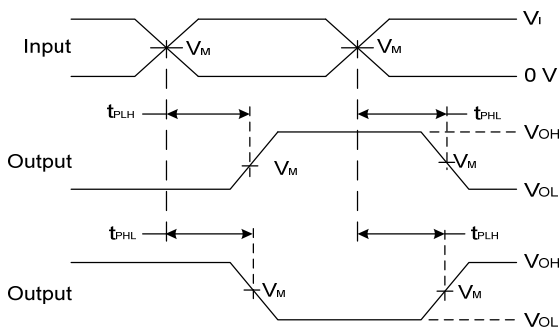 Input
VI
VM
VM
0 V
tPLH
tPHL
VOH
Output
VM
VM
VOL
tPHL
tPLH
VOH
Output
VM
VM
VOL